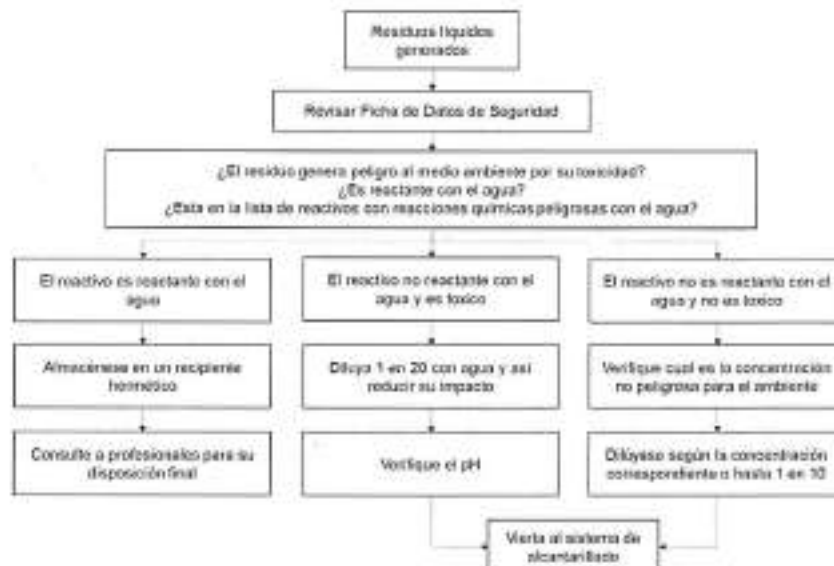 Residuos líquidos
generados
Revisar Ficha de Datos de Seguridad
¿El residuo genera peligro al medio ambiente por su toxicidad?
¿Es reactante con el agua?
¿Esta en la lista de reactivos con reacciones químicas peligrosas con el agua?
El reactivo es reactante con el
agua
El reactivo no reactante con el
agua y es toxico
El reactivo no es reactante con el
agua y no es toxico
Almacénese en un recipiente
hermético
Diluya 1 en 20 con agua y así
reducir su impacto
Verifique cual es la concentración
no peligrosa para el ambiente
Consulte a profesionales para su
disposición final
Verifique el pH
Dilúyase según la concentración
correspondiente o hasta 1 en 10
Vierta al sistema de
alcantarillado